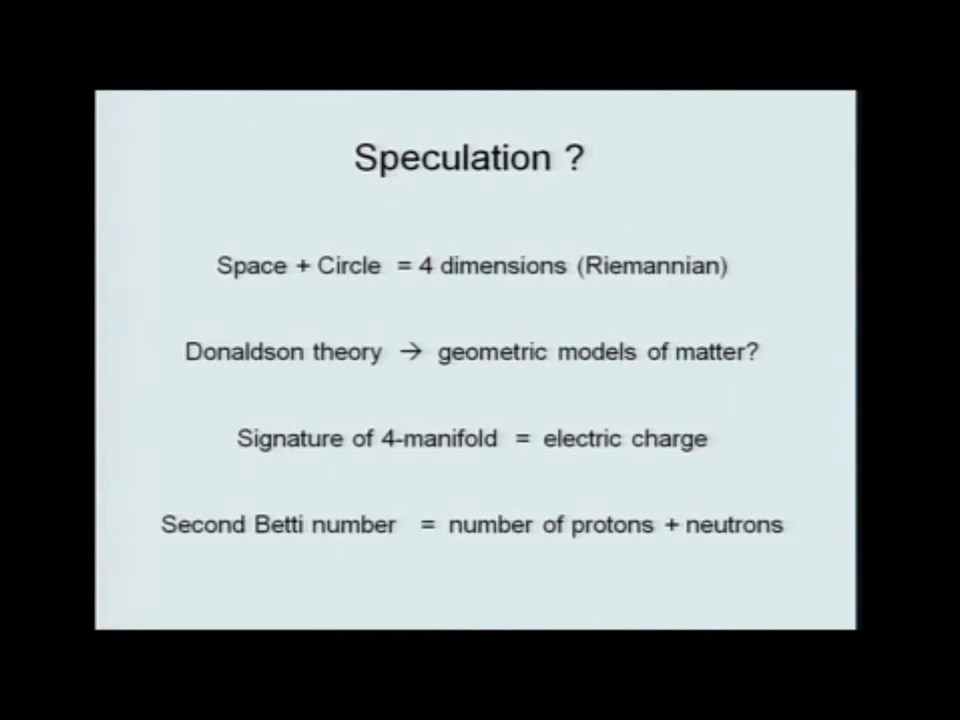 Speculation ?
Space + Circle = 4 dimensions (Riemannian)
Donaldson theory → geometric models of matter?
Signature of 4-manifold = electric charge
Second Betti number = number of protons + neutrons